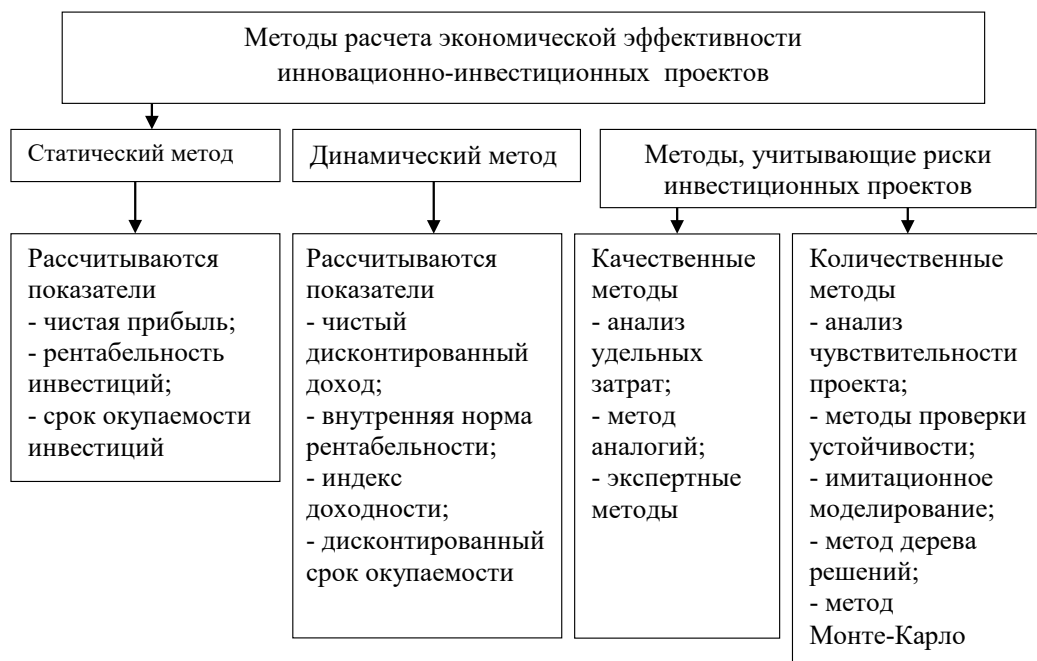 Методы расчета экономической эффективности
инновационно-инвестиционных проектов
Статический метод
Динамический метод
Методы, учитывающие риски
инвестиционных проектов
Рассчитываются
показатели
- чистая прибыль;
- рентабельность
инвестиций;
- срок окупаемости
инвестиций
Рассчитываются
показатели
- чистый
дисконтированный
доход;
- внутренняя норма
рентабельности;
- индекс
доходности;
- дисконтированный
срок окупаемости
Качественные
методы
- анализ
удельных
затрат;
- метод
аналогий;
- экспертные
методы
Количественные
методы
- анализ
чувствительности
проекта;
- методы проверки
устойчивости;
- имитационное
моделирование;
- метод дерева
решений;
- метод
Монте-Карло